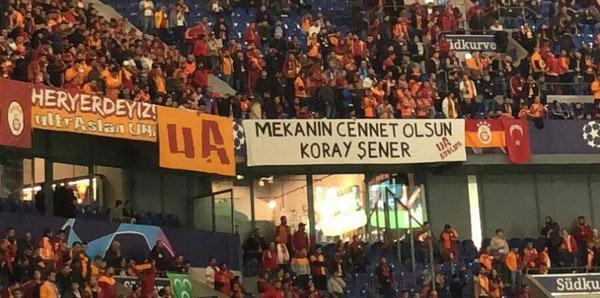 Südkurve
HERYERDEYİZ!
ultrAslan UNI
uA
MEKANIN CENNET OLSUN
KORAY ŞENER
uA
Südkurve